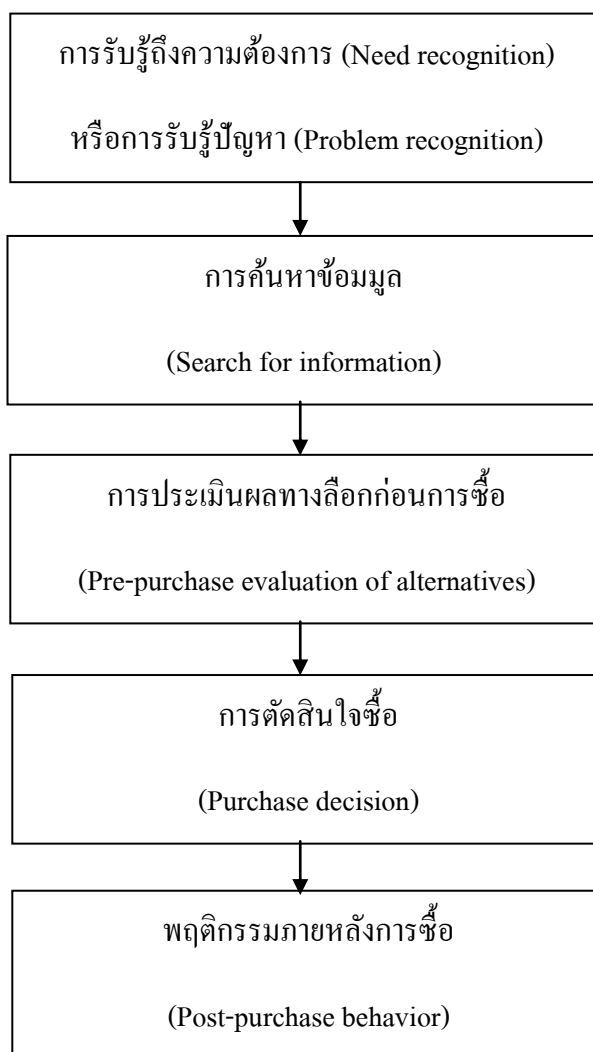 การรับรู้ถึงความต้องการ (Need recognition)
หรือการรับรู้ปัญหา (Problem recognition)
การค้นหาข้อมมูล
(Search for information)
การประเมินผลทางลือกก่อนการซื้อ
(Pre-purchase evaluation of alternatives)
การตัดสินใจซื้อ
(Purchase decision)
พฤติกรรมภายหลังการซื้อ
(Post-purchase behavior)